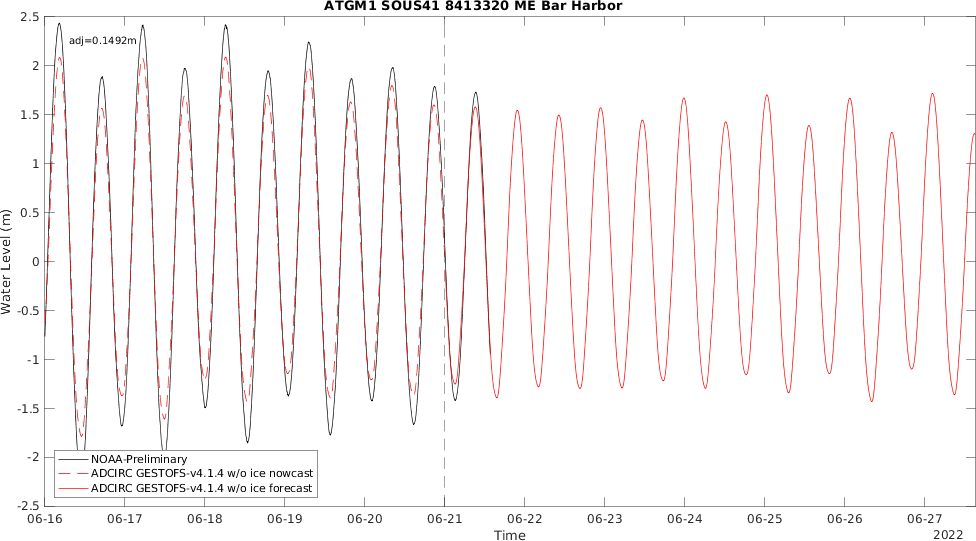 ATGM1 SOUS41 8413320 ME Bar Harbor
adj=0.1492m
2.5
2
1.5
1
0.5
0
-0.5
-1
-1.5
-2
-2.5
Water Level (m)
NOAA-Preliminary
ADCIRC GESTOFS-v4.1.4 w/o ice nowcast
ADCIRC GESTOFS-v4.1.4 w/o ice forecast
06-16 06-17 06-18 06-19 06-20 06-21 06-22 06-23 06-24 06-25 06-26 06-27
Time
2022